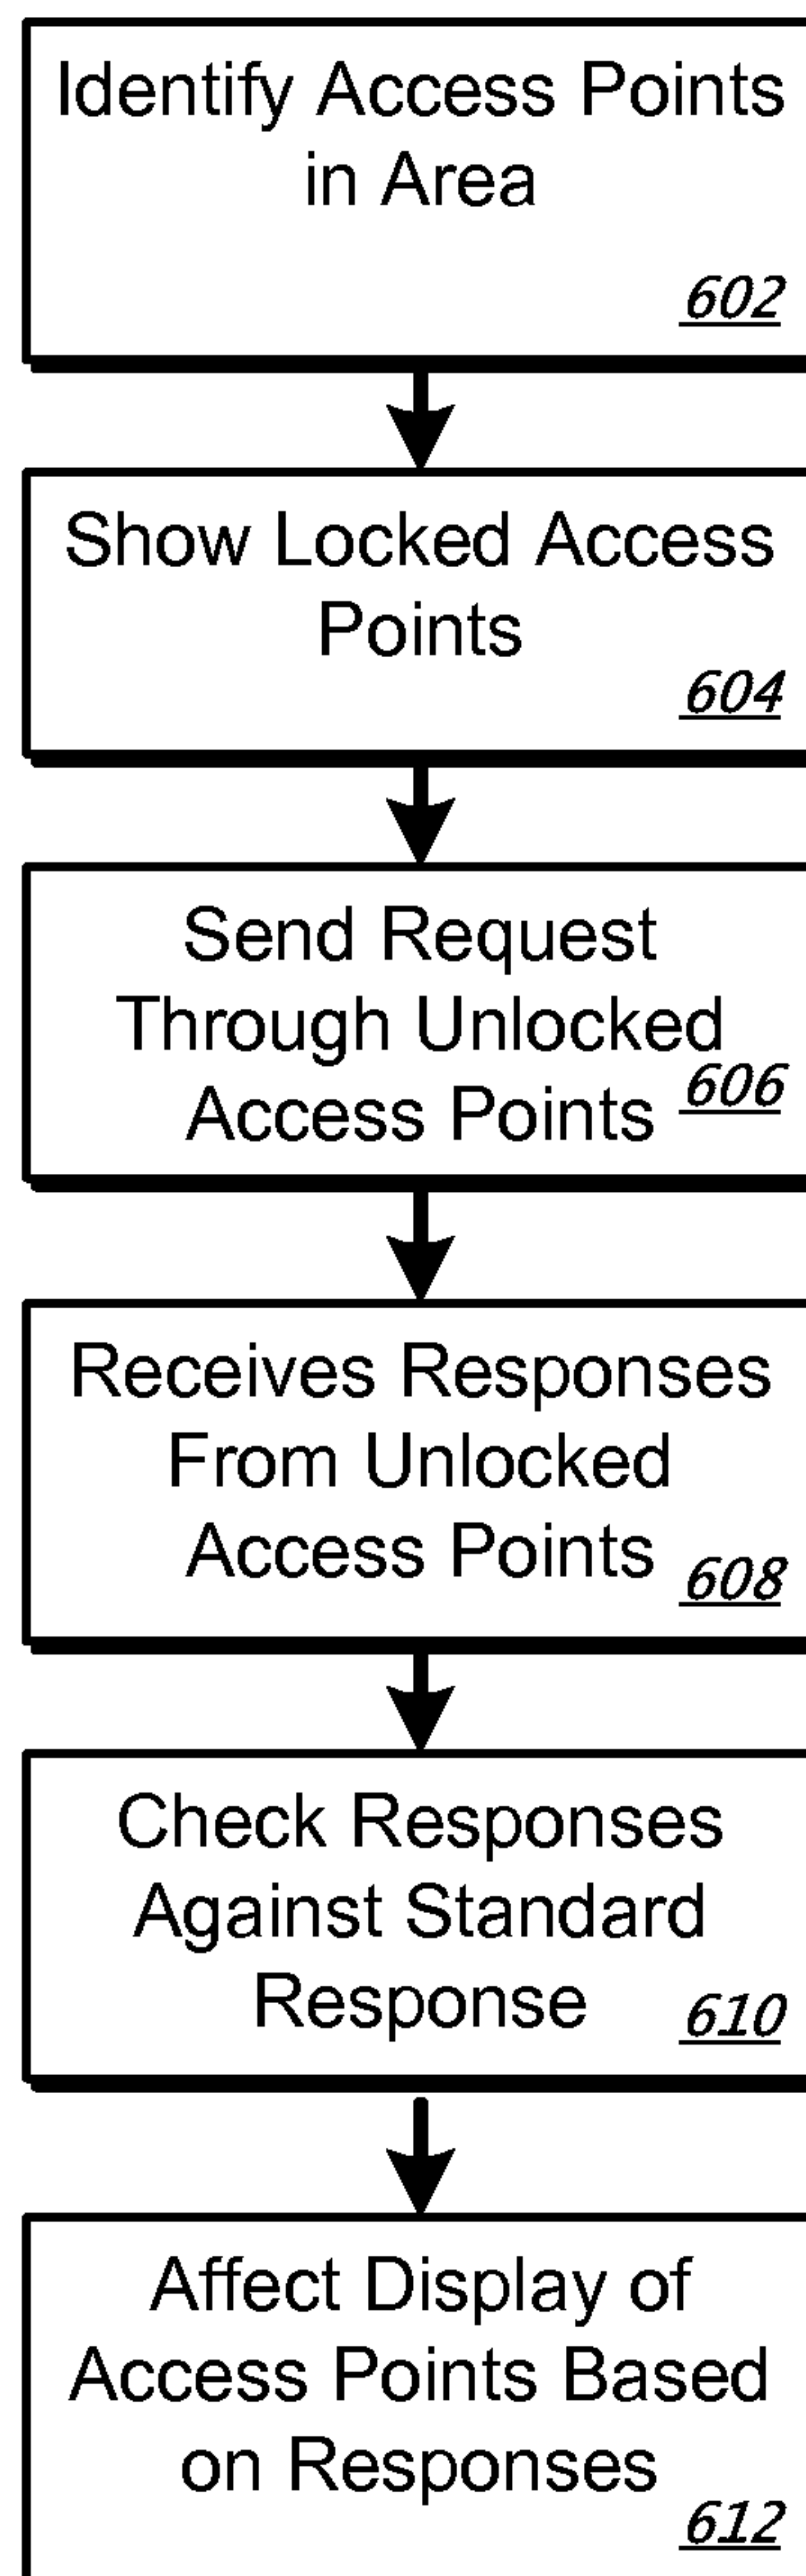 Identify Access Points
in Area
602
Show Locked Access
Points
604
Send Request
Through Unlocked
Access Points 606
Receives Responses
From Unlocked
Access Points 608
Check Responses
Against Standard
Response 610
Affect Display of
Access Points Based
on Responses
612